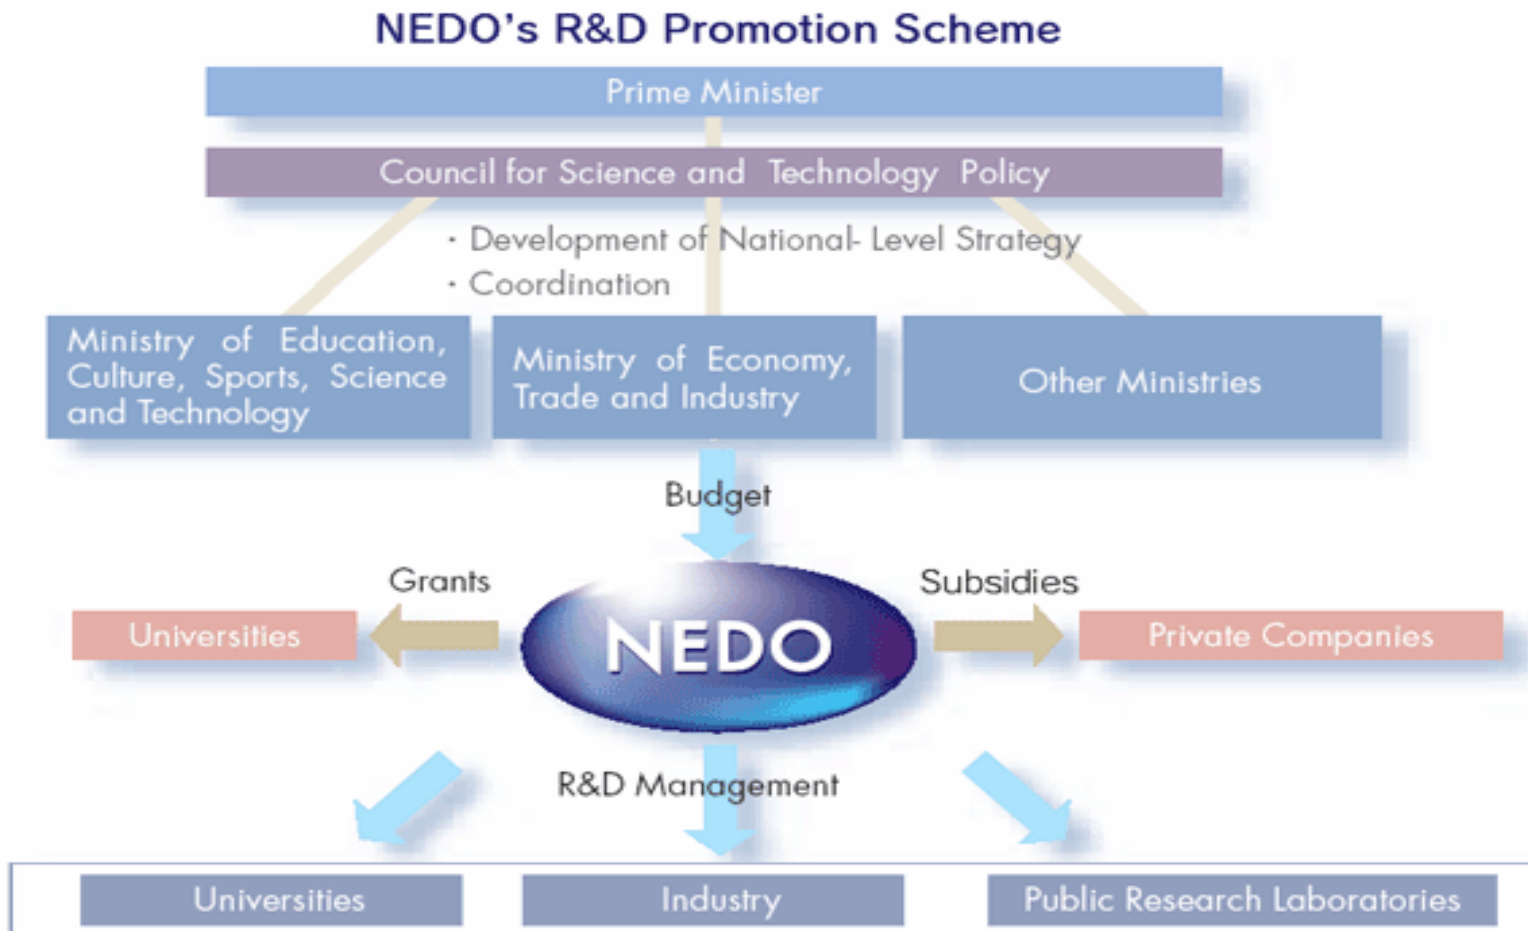 NEDO's R&D Promotion Scheme
Prime Minister
Council for Science and Technology Policy
· Development of National- Level Strategy
· Coordination
Ministry of Education,
Culture, Sports, Science
and Technology
Ministry of Economy,
Trade and Industry
Other Ministries
Budget
Grants
Subsidies
Universities
NEDO
Private Companies
R&D Management
Universities
Industry
Public Research Laboratories